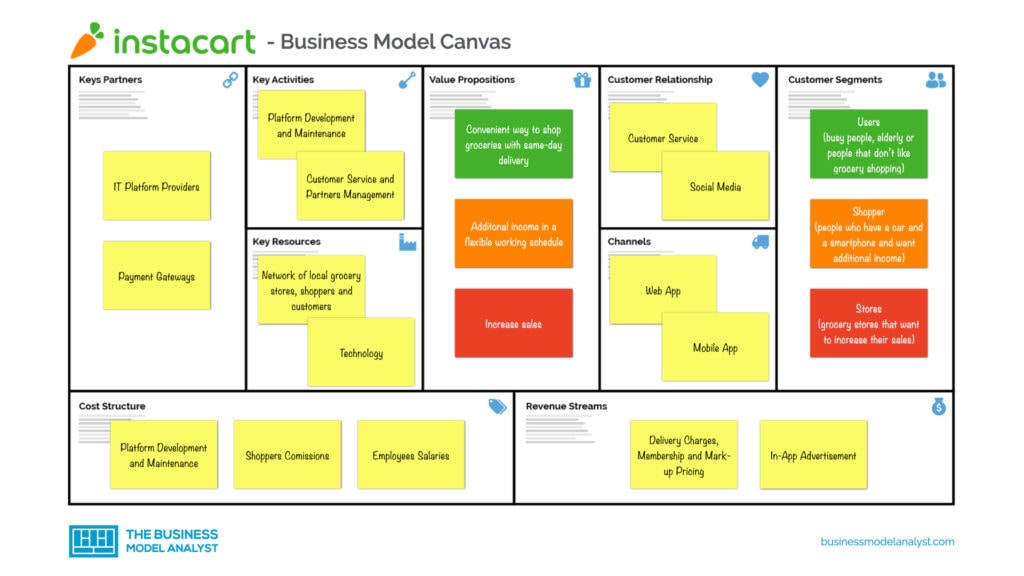 instacart - Business Model Canvas
Keys Partners
IT Platform Providers
Payment Gateways
Key Activities
Platform Development
and Maintenance
Customer Service and
Partners Management
Key Resources
Network of local grocery
stores, shoppers and
customers
Technology
Value Propositions
Convenient way to shop
groceries with same-day
delivery
Additonal income in a
flexible working schedule
Increase sales
Customer Relationship
Customer Service
Social Media
Channels
Web App
Mobile App
Customer Segments
Users
(busy people, elderly or
people that don't like
grocery shopping)
Shopper
(people who have a car and
a smartphone and want
additional income)
Stores
(grocery stores that want
to increase their sales)
Cost Structure
Platform Development
and Maintenance
Shoppers Comissions
Employees Salaries
Revenue Streams
Delivery Charges,
Membership and Mark-
up Pricing
In-App Advertisement
THE BUSINESS
MODEL ANALYST
businessmodelanalyst.com